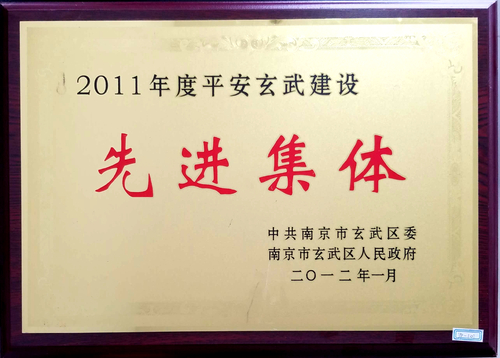 2011年度平安玄武建设
先进集体
中共南京市玄武区委
南京市玄武区人民政府
二〇一二年一月